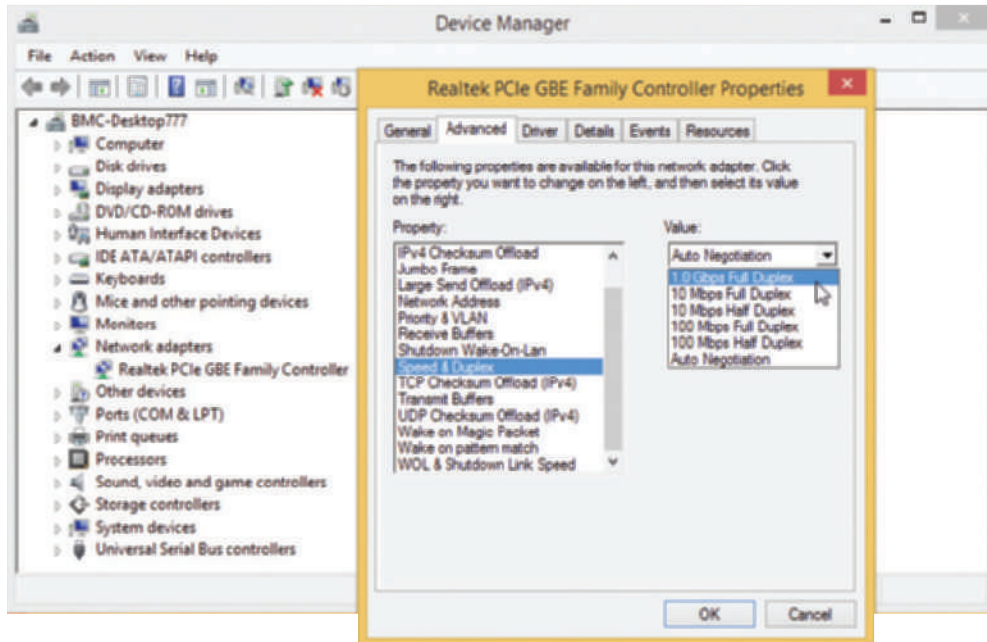 Device Manager
File Action View Help
BMC-Desktop777
Computer
Disk drives
Display adapters
DVD/CD-ROM drives
Human Interface Devices
IDE ATA/ATAPI controllers
Keyboards
Mice and other pointing devices
Monitors
Network adapters
Realtek PCIe GBE Family Controller
Other devices
Ports (COM & LPT)
Print queues
Processors
Sound, video and game controllers
Storage controllers
System devices
Universal Serial Bus controllers
Realtek PCIe GBE Family Controller Properties
General Advanced Driver Details Events Resources
The following properties are available for this network adapter. Click
the property you want to change on the left, and then select its value
on the right.
Property:
IPv4 Checksum Offload
Jumbo Frame
Large Send Offload (IPv4)
Network Address
Priority & VLAN
Receive Buffers
Shutdown Wake-On-Lan
Speed & Duplex
TCP Checksum Offload (IPv4)
Transmit Buffers
UDP Checksum Offload (IPv4)
Wake on Magic Packet
Wake on pattern match
WOL & Shutdown Link Speed
Value:
Auto Negotiation
1.0 Gbps Full Duplex
10 Mbps Full Duplex
10 Mbps Half Duplex
100 Mbps Full Duplex
100 Mbps Half Duplex
Auto Negotiation
OK Cancel